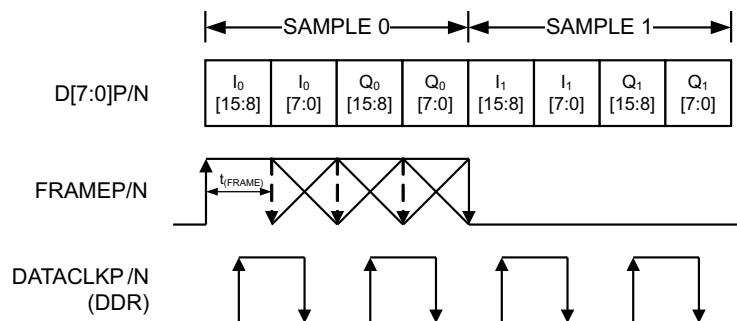 SAMPLE 0 SAMPLE 1
D[7:0]P/N
I0 I0 Q0 Q0 I1 I1 Q1 Q1
[15:8] [7:0] [15:8] [7:0] [15:8] [7:0] [15:8] [7:0]
t(FRAME)
FRAMEP/N
DATACLKP/N
(DDR)